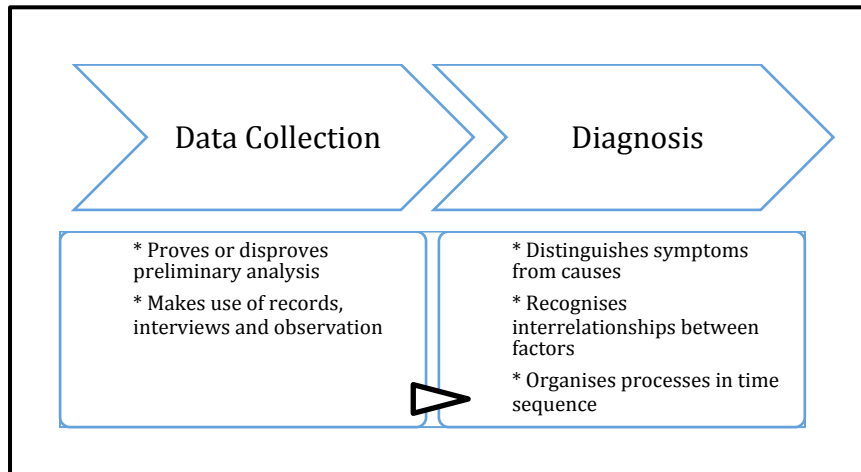 Data Collection
Diagnosis
* Proves or disproves
preliminary analysis
* Makes use of records,
interviews and observation
* Distinguishes symptoms
from causes
* Recognises
interrelationships between
factors
* Organises processes in time
sequence